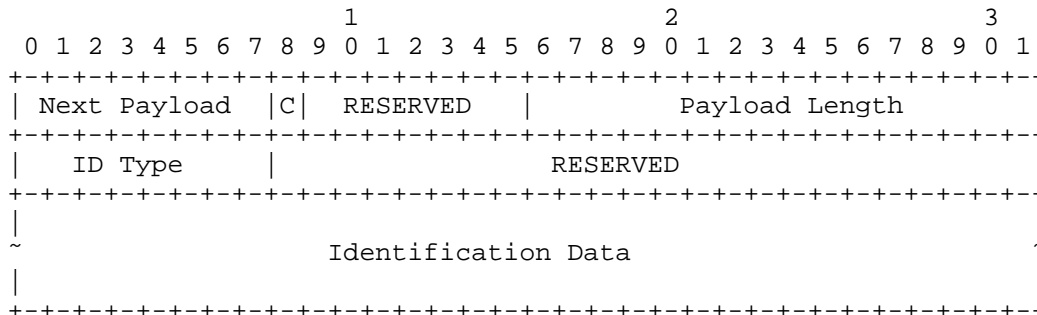 1                   2                   3
 0 1 2 3 4 5 6 7 8 9 0 1 2 3 4 5 6 7 8 9 0 1 2 3 4 5 6 7 8 9 0 1
+-+-+-+-+-+-+-+-+-+-+-+-+-+-+-+-+-+-+-+-+-+-+-+-+-+-+-+-+-+-+-+-
| Next Payload  |C|  RESERVED   |         Payload Length
+-+-+-+-+-+-+-+-+-+-+-+-+-+-+-+-+-+-+-+-+-+-+-+-+-+-+-+-+-+-+-+-
|   ID Type     |                 RESERVED
+-+-+-+-+-+-+-+-+-+-+-+-+-+-+-+-+-+-+-+-+-+-+-+-+-+-+-+-+-+-+-+-
|
~                   Identification Data                         ~
|
+-+-+-+-+-+-+-+-+-+-+-+-+-+-+-+-+-+-+-+-+-+-+-+-+-+-+-+-+-+-+-+-